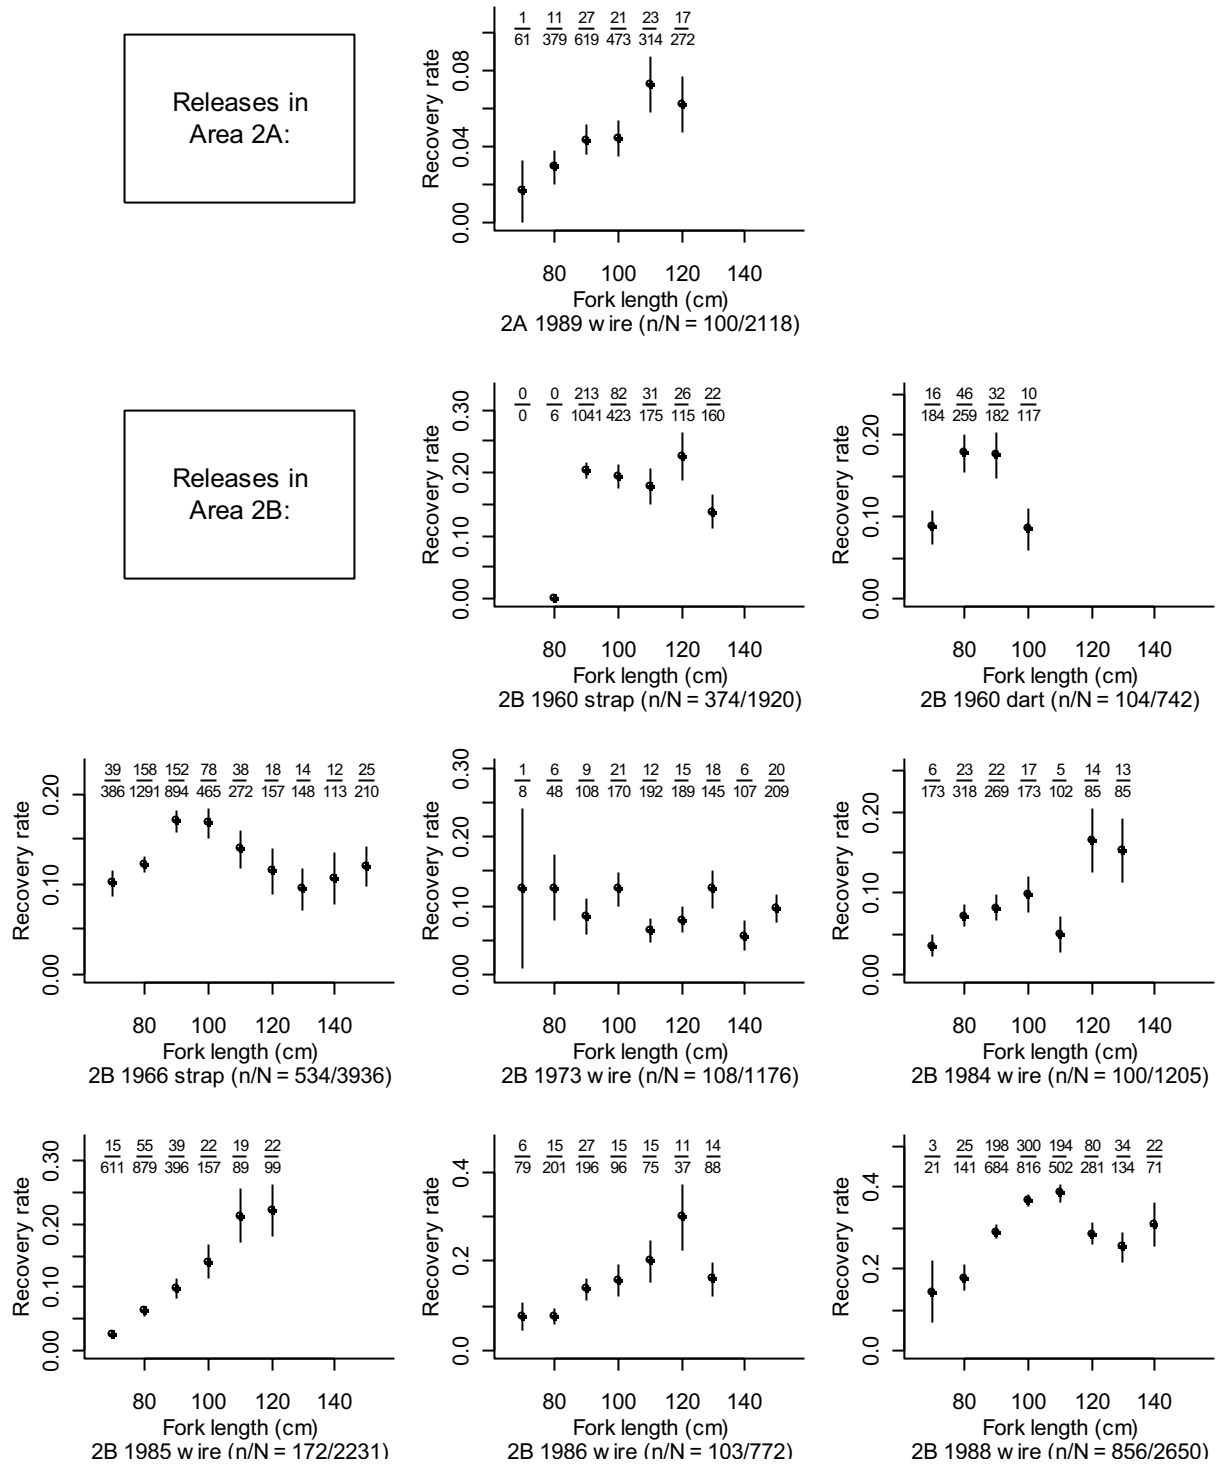 Releases in
Area 2A:
1 11 27 21 23 17
61 379 619 473 314 272
Recovery rate
0.00 0.04 0.08
80 100 120 140
Fork length (cm)
2A 1989 wire (n/N = 100/2118)
Releases in
Area 2B:
0 0 213 82 31 26 22
0 6 1041 423 175 115 160
Recovery rate
0.00 0.10 0.20 0.30
80 100 120 140
Fork length (cm)
2B 1960 strap (n/N = 374/1920)
16 46 32 10
184 259 182 117
Recovery rate
0.00 0.10 0.20
80 100 120 140
Fork length (cm)
2B 1960 dart (n/N = 104/742)
39 158 152 78 38 18 14 12 25
386 1291 894 465 272 157 148 113 210
Recovery rate
0.00 0.10 0.20
80 100 120 140
Fork length (cm)
2B 1966 strap (n/N = 534/3936)
1 6 9 21 12 15 18 6 20
8 48 108 170 192 189 145 107 209
Recovery rate
0.00 0.10 0.20 0.30
80 100 120 140
Fork length (cm)
2B 1973 wire (n/N = 108/1176)
6 23 22 17 5 14 13
173 318 269 173 102 85 85
Recovery rate
0.00 0.10 0.20
80 100 120 140
Fork length (cm)
2B 1984 wire (n/N = 100/1205)
15 55 39 22 19 22
611 879 396 157 89 99
Recovery rate
0.00 0.10 0.20 0.30
80 100 120 140
Fork length (cm)
2B 1985 wire (n/N = 172/2231)
6 15 27 15 15 11 14
79 201 196 96 75 37 88
Recovery rate
0.0 0.2 0.4
80 100 120 140
Fork length (cm)
2B 1986 wire (n/N = 103/772)
3 25 198 300 194 80 34 22
21 141 684 816 502 281 134 71
Recovery rate
0.0 0.2 0.4
80 100 120 140
Fork length (cm)
2B 1988 wire (n/N = 856/2650)